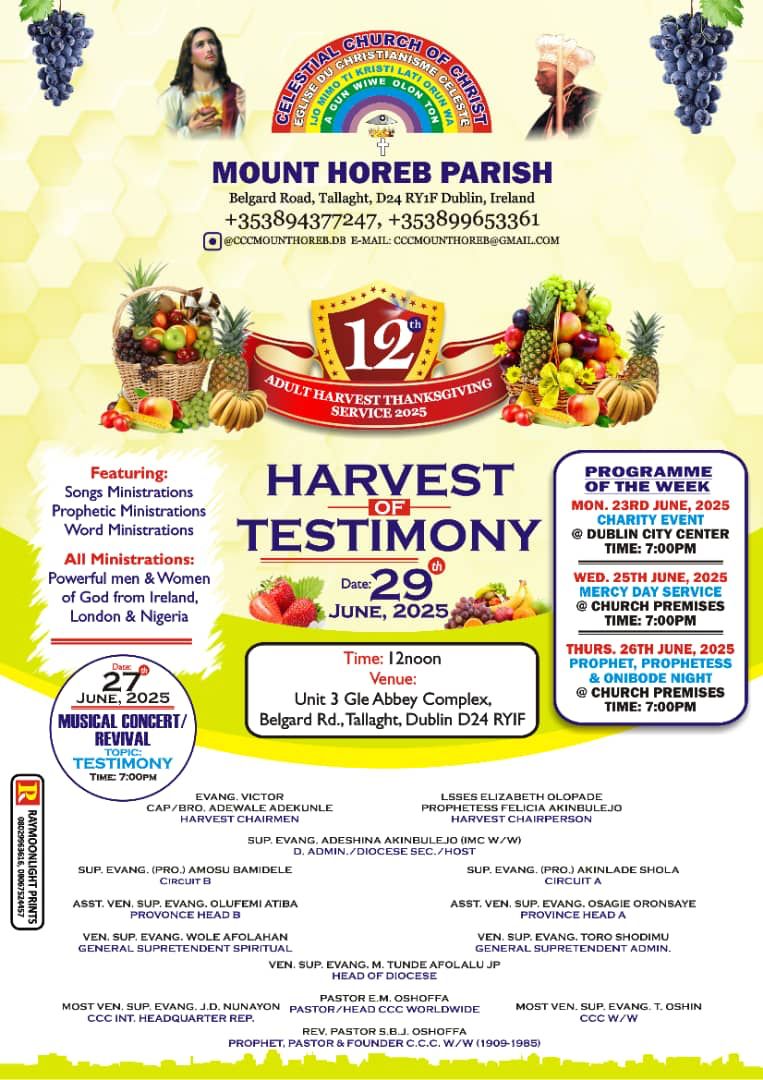 CELESTIAL CHURCH OF CHRIST
EGLISE DU CHRISTIANISME CELESTE
IJO MIMO TI KRISTI LATI ORUN WA
A GUN WIWE OLON TON
MOUNT HOREB PARISH
Belgard Road, Tallaght, D24 RY1F Dublin, Ireland
+353894377247, +353899653361
@CCCMOUNTHOREB.DB E-MAIL: CCCMOUNTHOREB@GMAIL.COM
12th
ADULT HARVEST THANKSGIVING
SERVICE 2025
Featuring:
Songs Ministrations
Prophetic Ministrations
Word Ministrations
All Ministrations:
Powerful men & Women
of God from Ireland,
London & Nigeria
HARVEST
OF
TESTIMONY
Date: 29th
JUNE, 2025
PROGRAMME
OF THE WEEK
MON. 23RD JUNE, 2025
CHARITY EVENT
@ DUBLIN CITY CENTER
TIME: 7:00PM
WED. 25TH JUNE, 2025
MERCY DAY SERVICE
@ CHURCH PREMISES
TIME: 7:00PM
THURS. 26TH JUNE, 2025
PROPHET, PROPHETESS
& ONIBODE NIGHT
@ CHURCH PREMISES
TIME: 7:00PM
Time: 12noon
Venue:
Unit 3 Gle Abbey Complex,
Belgard Rd., Tallaght, Dublin D24 RYIF
Date:
27th
JUNE, 2025
MUSICAL CONCERT/
REVIVAL
TOPIC:
TESTIMONY
TIME: 7:00PM
R
RAYMOONLIGHT PRINTS
08029963616, 08067524457
EVANG. VICTOR
CAP/BRO. ADEWALE ADEKUNLE
HARVEST CHAIRMEN
LSSES ELIZABETH OLOPADE
PROPHETESS FELICIA AKINBULEJO
HARVEST CHAIRPERSON
SUP. EVANG. ADESHINA AKINBULEJO (IMC W/W)
D. ADMIN./DIOCESE SEC./HOST
SUP. EVANG. (PRO.) AMOSU BAMIDELE
CIRCUIT B
SUP. EVANG. (PRO.) AKINLADE SHOLA
CIRCUIT A
ASST. VEN. SUP. EVANG. OLUFEMI ATIBA
PROVONCE HEAD B
ASST. VEN. SUP. EVANG. OSAGIE ORONSAYE
PROVINCE HEAD A
VEN. SUP. EVANG. WOLE AFOLAHAN
GENERAL SUPRETENDENT SPIRITUAL
VEN. SUP. EVANG. TORO SHODIMU
GENERAL SUPRETENDENT ADMIN.
VEN. SUP. EVANG. M. TUNDE AFOLALU JP
HEAD OF DIOCESE
MOST VEN. SUP. EVANG. J.D. NUNAYON
CCC INT. HEADQUARTER REP.
PASTOR E.M. OSHOFFA
PASTOR/HEAD CCC WORLDWIDE
MOST VEN. SUP. EVANG. T. OSHIN
CCC W/W
REV. PASTOR S.B.J. OSHOFFA
PROPHET, PASTOR & FOUNDER C.C.C. W/W (1909-1985)